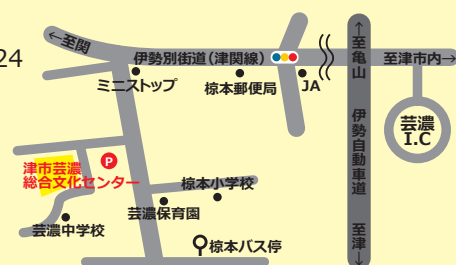 ←至関
24
伊勢別街道(津関線)
ミニストップ
椋本郵便局
JA
←至亀山
至津市内→
芸濃
I.C
伊勢自動車道
至津→
P
津市芸濃
総合文化センター
椋本小学校
芸濃保育園
芸濃中学校
椋本バス停